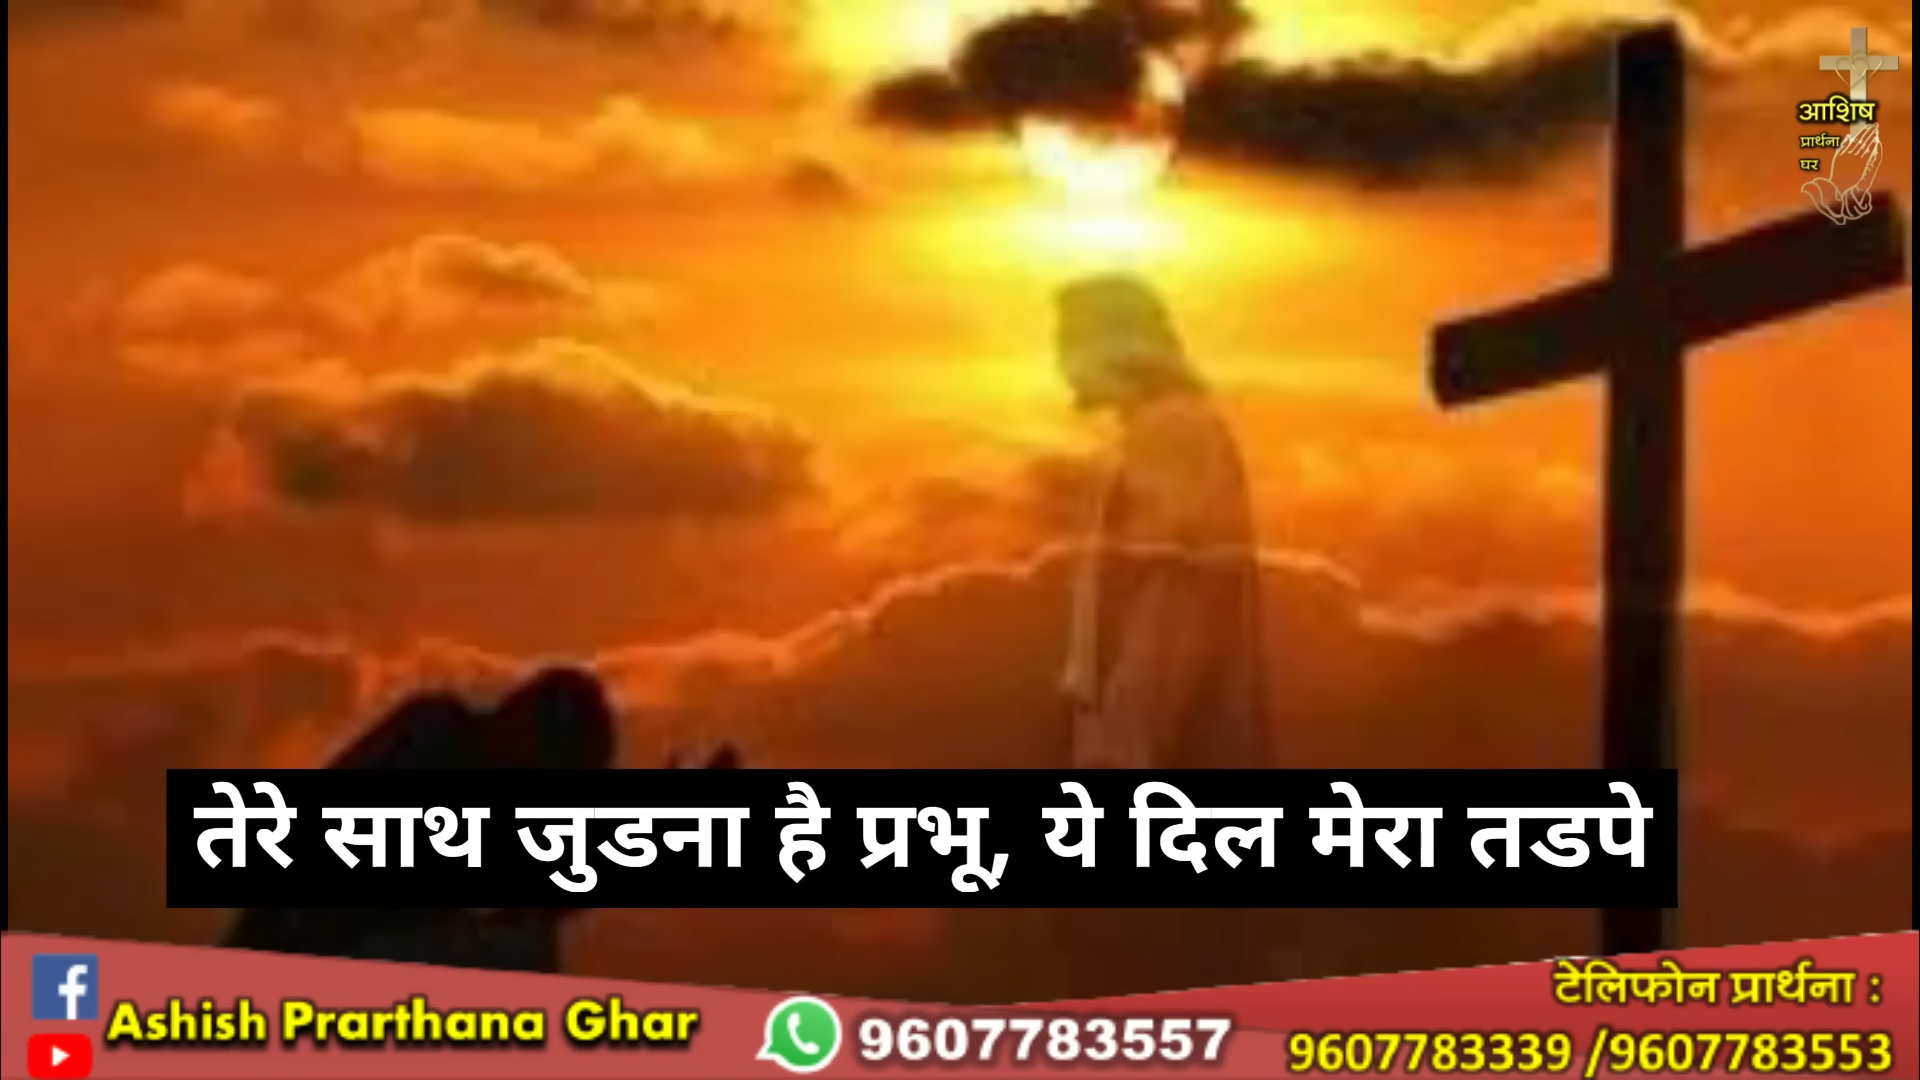 आशिष
प्रार्थना
घर
तेरे साथ जुडना है प्रभू, ये दिल मेरा तडपे
Ashish Prarthana Ghar
9607783557
टेलिफोन प्रार्थना :
9607783339 /9607783553